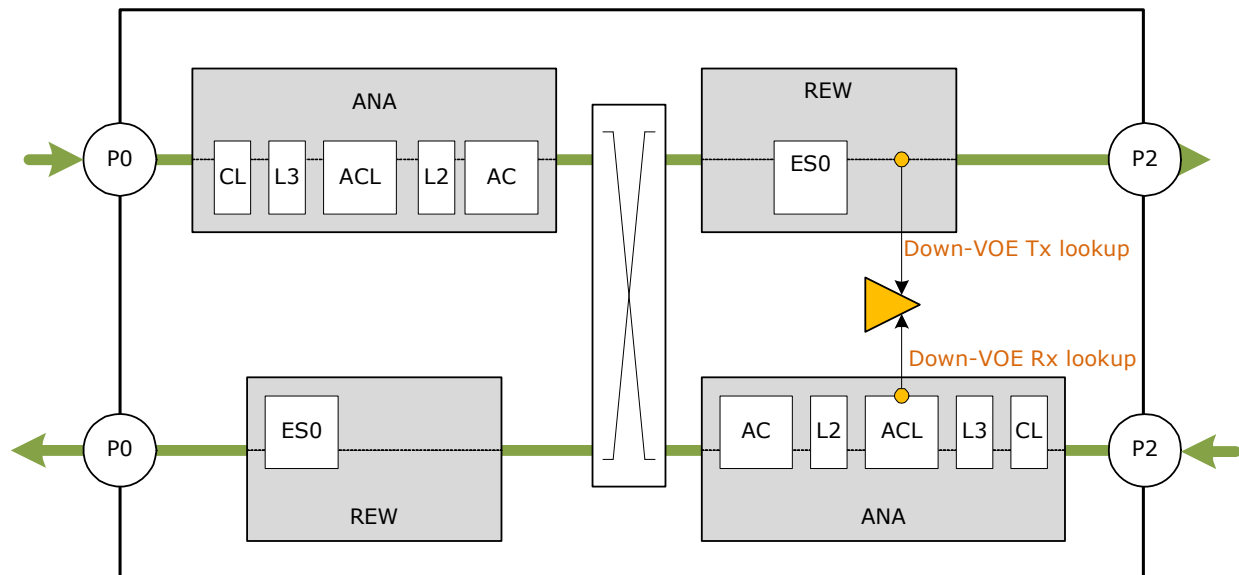 ANA
REW
P0
CL
L3
ACL
L2
AC
ES0
P2
Down-VOE Tx lookup
Down-VOE Rx lookup
P0
ES0
REW
AC
L2
ACL
L3
CL
ANA
P2